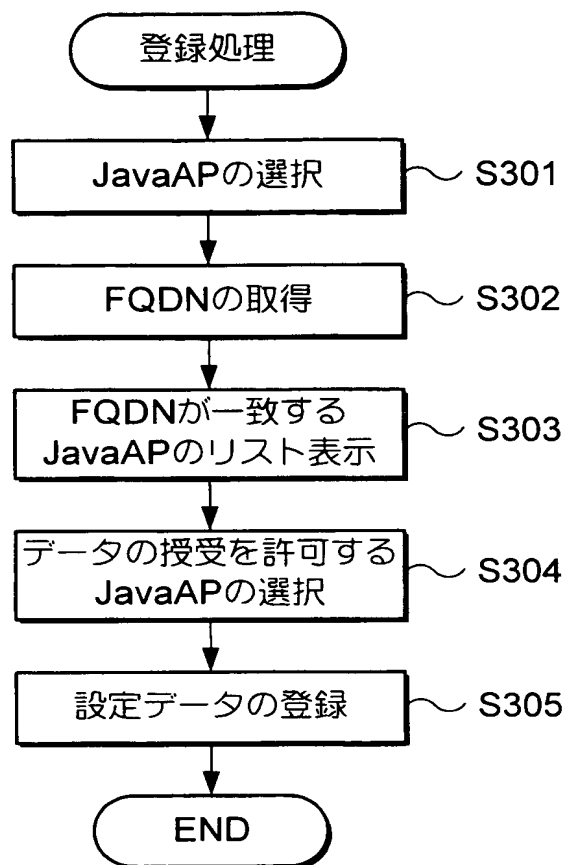 登録処理
JavaAPの選択
S301
FQDNの取得
S302
FQDNが一致する
JavaAPのリスト表示
S303
データの授受を許可する
JavaAPの選択
S304
設定データの登録
S305
END